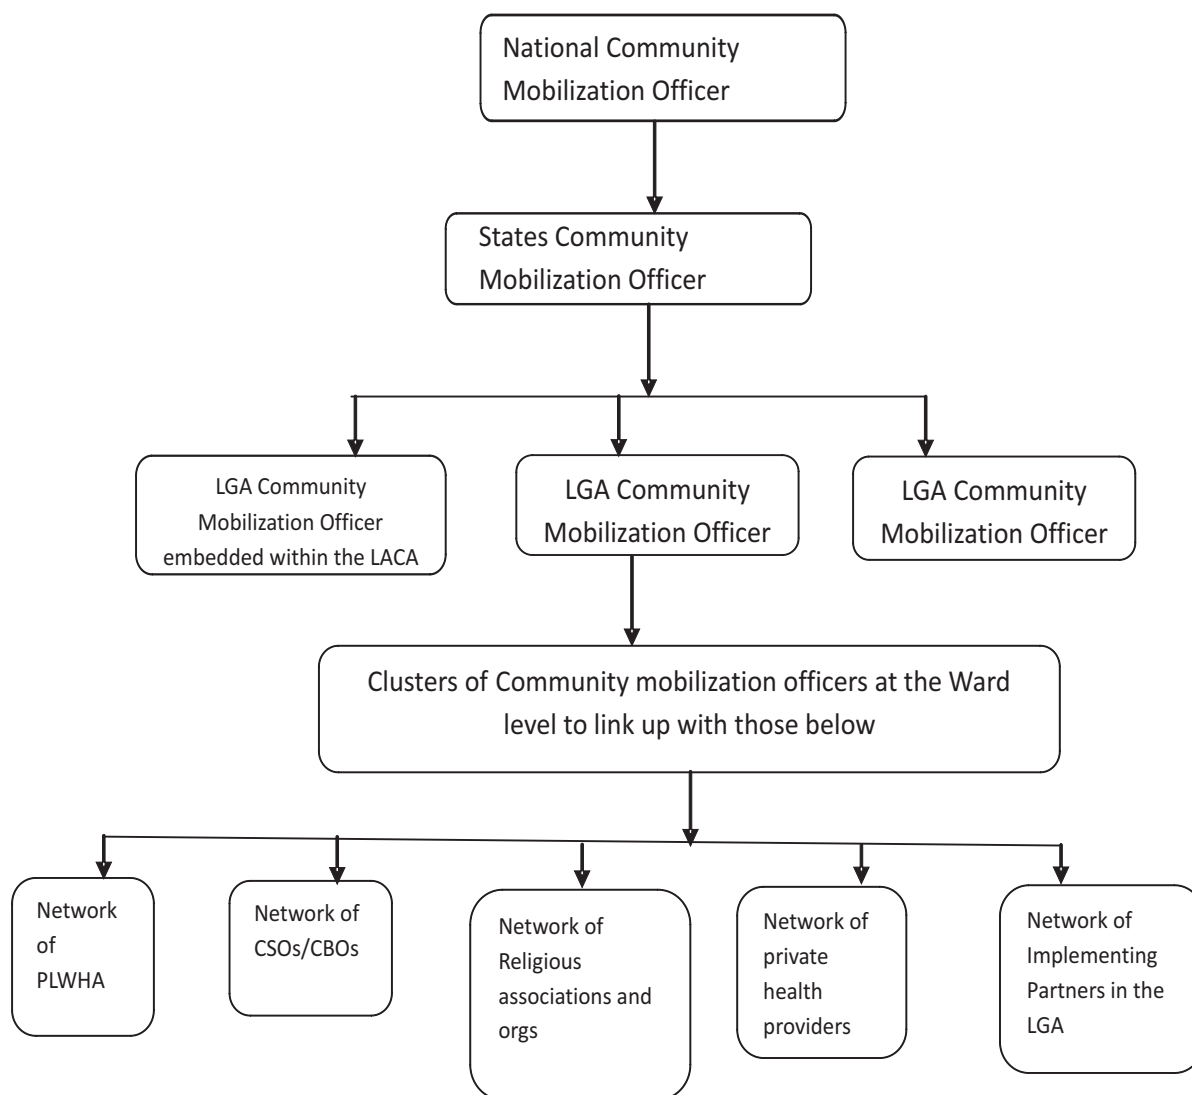 National Community
Mobilization Officer
States Community
Mobilization Officer
LGA Community
Mobilization Officer
embedded within the LACA
LGA Community
Mobilization Officer
LGA Community
Mobilization Officer
Clusters of Community mobilization officers at the Ward
level to link up with those below
Network
of
PLWHA
Network of
CSOs/CBOs
Network of
Religious
associations and
orgs
Network of
private
health
providers
Network of
Implementing
Partners in the
LGA